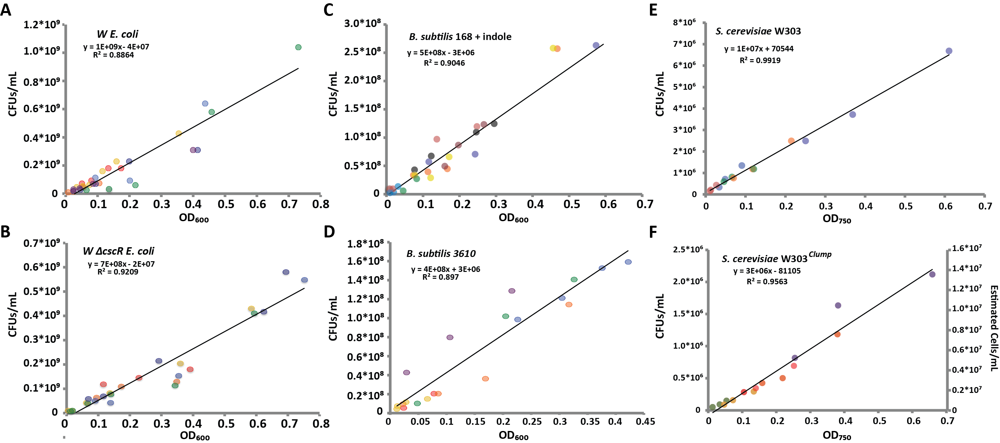 A
W E. coli
y = 1E+09x- 4E+07
R² = 0.8864
1.2*10⁹
1.0*10⁹
0.8*10⁹
0.6*10⁹
0.4*10⁹
0.2*10⁹
0
CFUs/mL
0 0.1 0.2 0.3 0.4 0.5 0.6 0.7 0.8
OD₆₀₀
C
B. subtilis 168 + indole
y = 5E+08x - 3E+06
R² = 0.9046
3.0*10⁸
2.5*10⁸
2.0*10⁸
1.5*10⁸
1.0*10⁸
0.5*10⁸
0
CFUs/mL
0 0.1 0.2 0.3 0.4 0.5 0.6 0.7
OD₆₀₀
E
S. cerevisiae W303
y = 1E+07x + 70544
R² = 0.9919
8*10⁶
7*10⁶
6*10⁶
5*10⁶
4*10⁶
3*10⁶
2*10⁶
1*10⁶
0
CFUs/mL
0 0.1 0.2 0.3 0.4 0.5 0.6 0.7
OD₇₅₀
B
W ΔcscR E. coli
y = 7E+08x - 2E+07
R² = 0.9209
0.7*10⁹
0.6*10⁹
0.5*10⁹
0.4*10⁹
0.3*10⁹
0.2*10⁹
0.1*10⁹
0
CFUs/mL
0 0.1 0.2 0.3 0.4 0.5 0.6 0.7 0.8
OD₆₀₀
D
B. subtilis 3610
y = 4E+08x + 3E+06
R² = 0.897
1.8*10⁸
1.6*10⁸
1.4*10⁸
1.2*10⁸
1.0*10⁸
0.8*10⁸
0.6*10⁸
0.4*10⁸
0.2*10⁸
0
CFUs/mL
0 0.05 0.1 0.15 0.2 0.25 0.3 0.35 0.4 0.45
OD₆₀₀
F
S. cerevisiae W303 Clump
y = 3E+06x - 81105
R² = 0.9563
2.5*10⁶
2.0*10⁶
1.5*10⁶
1.0*10⁶
0.5*10⁶
0
CFUs/mL
0 0.1 0.2 0.3 0.4 0.5 0.6 0.7
OD₇₅₀
1.6*10⁷
1.4*10⁷
1.2*10⁷
1.0*10⁷
0.8*10⁷
0.6*10⁷
0.4*10⁷
0.2*10⁷
0
Estimated Cells/mL